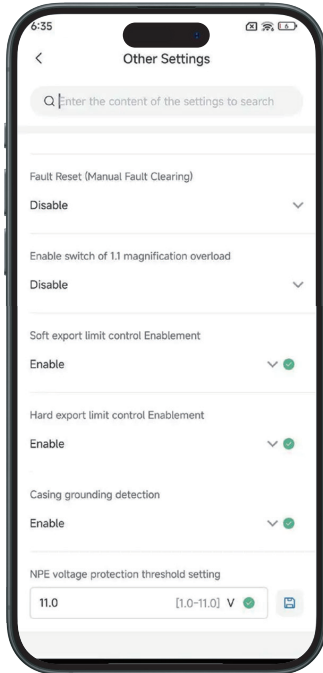 6:35
6
Other Settings
Enter the content of the settings to search
Fault Reset (Manual Fault Clearing)
Disable
Enable switch of 1.1 magnification overload
Disable
Soft export limit control Enablement
Enable
Hard export limit control Enablement
Enable
Casing grounding detection
Enable
NPE voltage protection threshold setting
11.0 [1.0-11.0] V